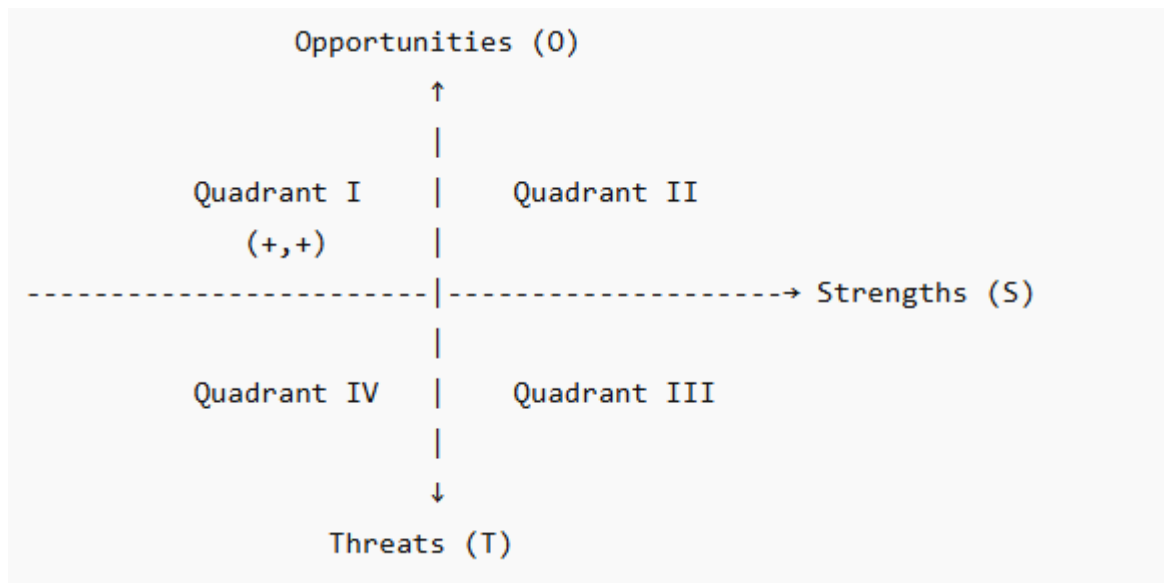 Opportunities (O)
↑
|
Quadrant I | Quadrant II
(+,+) |
------------------------|--------------------→ Strengths (S)
|
Quadrant IV | Quadrant III
|
↓
Threats (T)